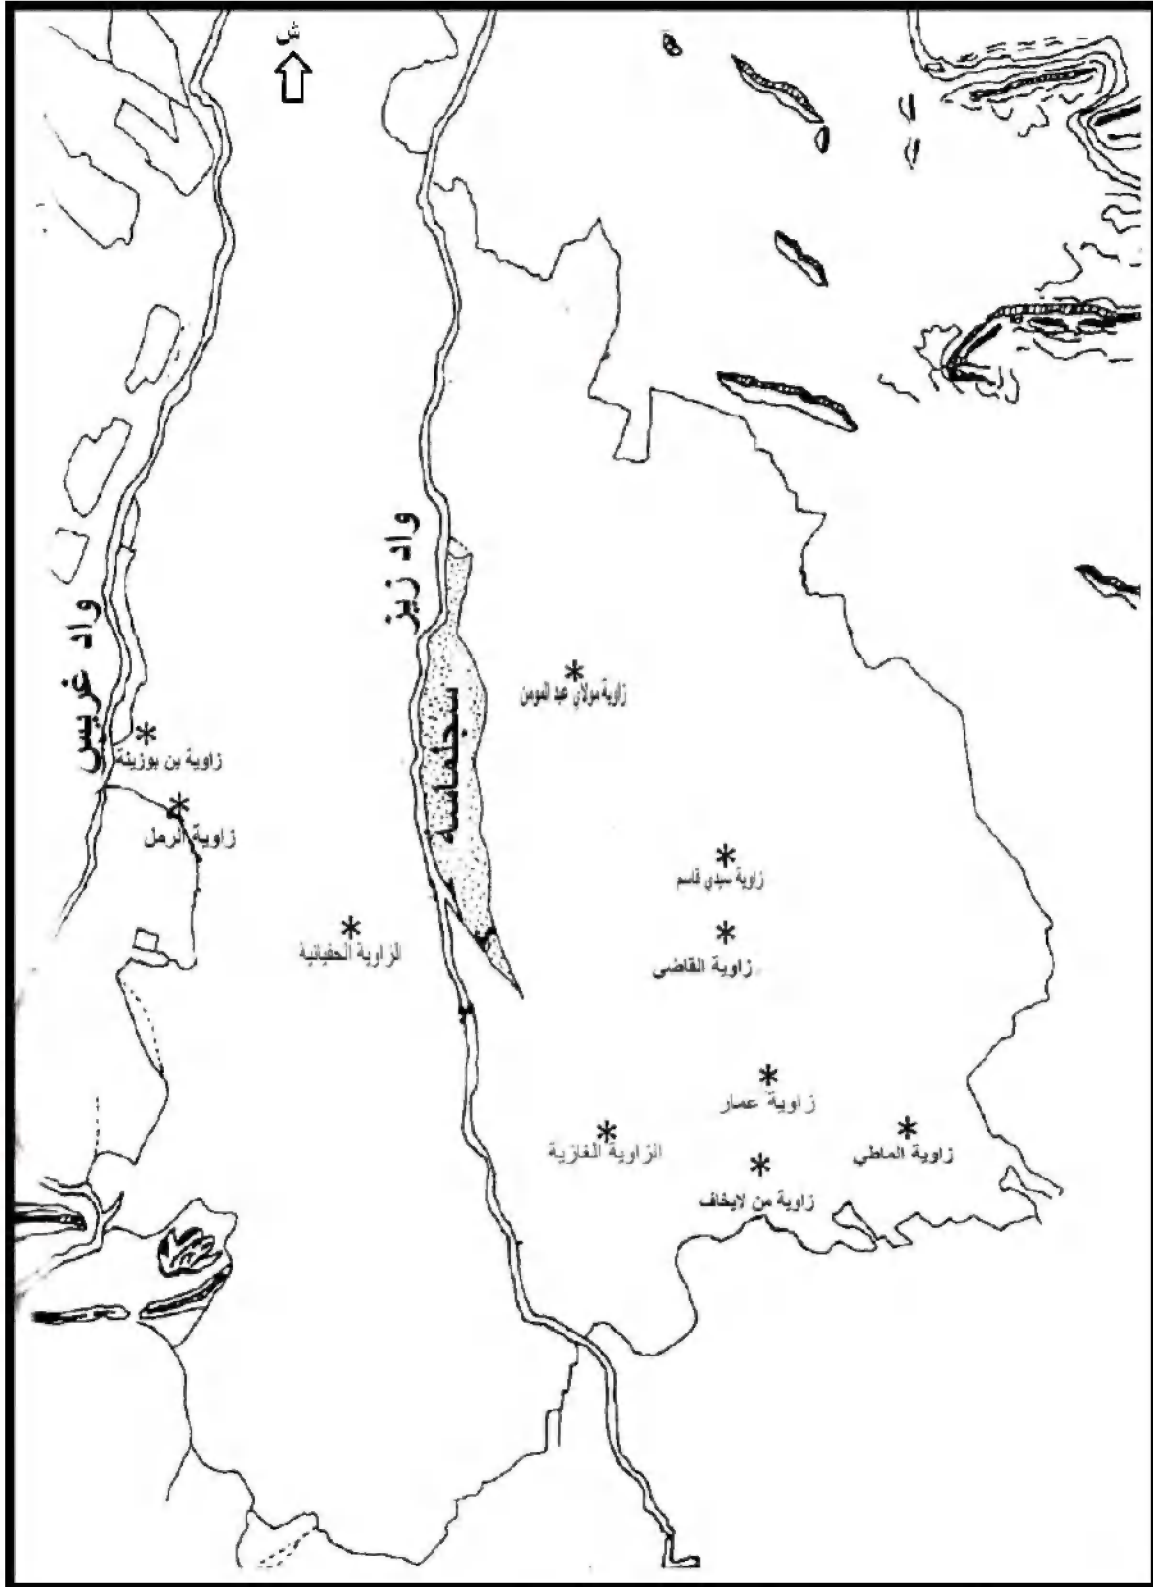 ش
واد زيز
واد غريس
سجلماسة
زاوية مولاي عبد المومن
زاوية بن بوزينة
زاوية الرمل
زاوية سيدي قاسم
زاوية القاضي
الزاوية الحفيانية
زاوية عمار
زاوية الماطي
الزاوية الغازية
زاوية من لايخاف